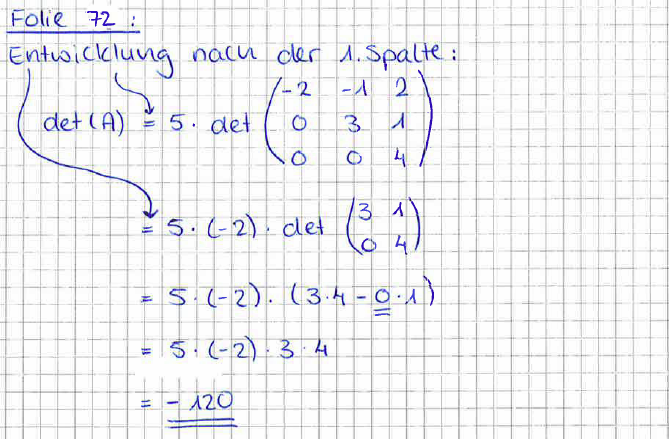 Folie 72:
Entwicklung nach der 1. Spalte:
-2 -1 2
det(A) = 5 · det 0 3 1
0 0 4
= 5 · (-2) · det 3 1
0 4
= 5 · (-2) · (3·4 - 0·1)
= 5 · (-2) · 3 · 4
= -120